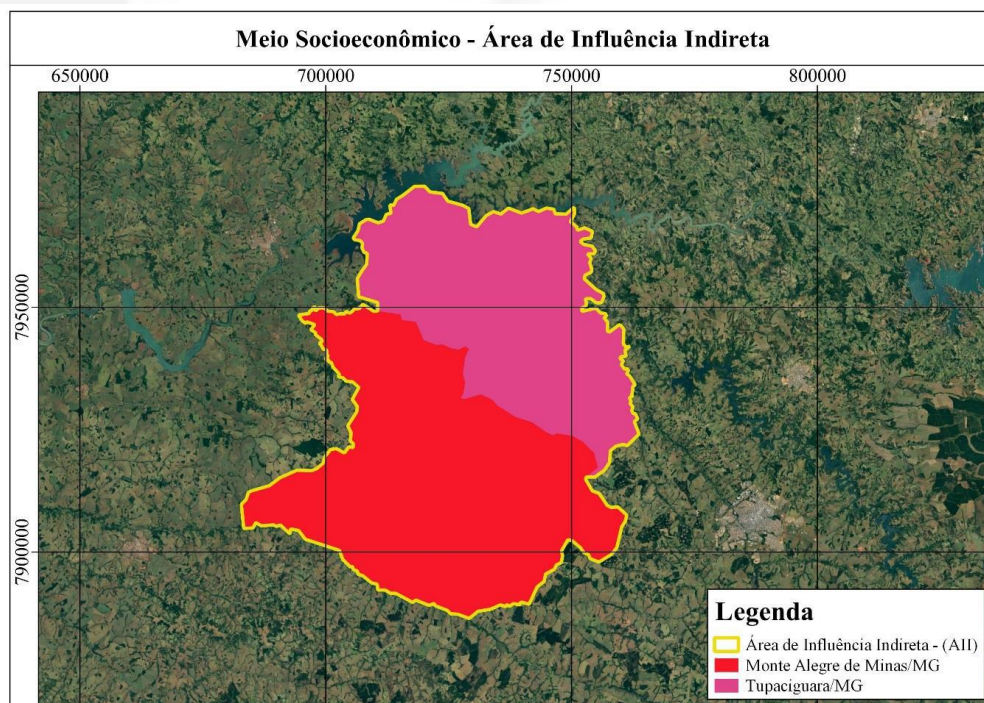 Meio Socioeconômico - Área de Influência Indireta
650000 700000 750000 800000
7950000
7900000
Legenda
Área de Influência Indireta - (AII)
Monte Alegre de Minas/MG
Tupaciguara/MG